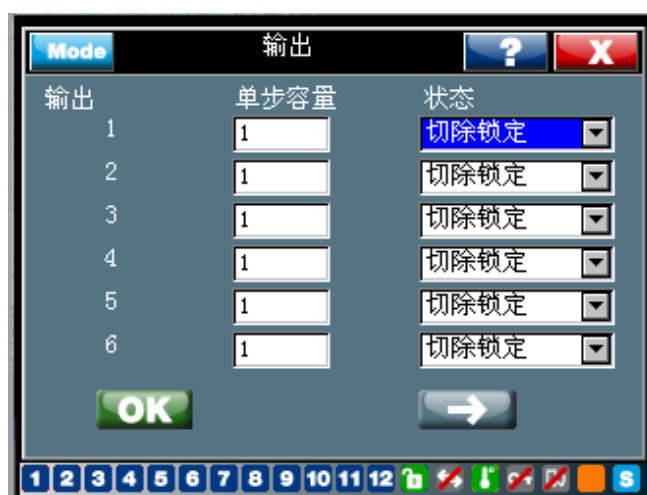 Mode 输出 ? X
输出 单步容量 状态
1 1 切除锁定
2 1 切除锁定
3 1 切除锁定
4 1 切除锁定
5 1 切除锁定
6 1 切除锁定
OK
1 2 3 4 5 6 7 8 9 10 11 12 S